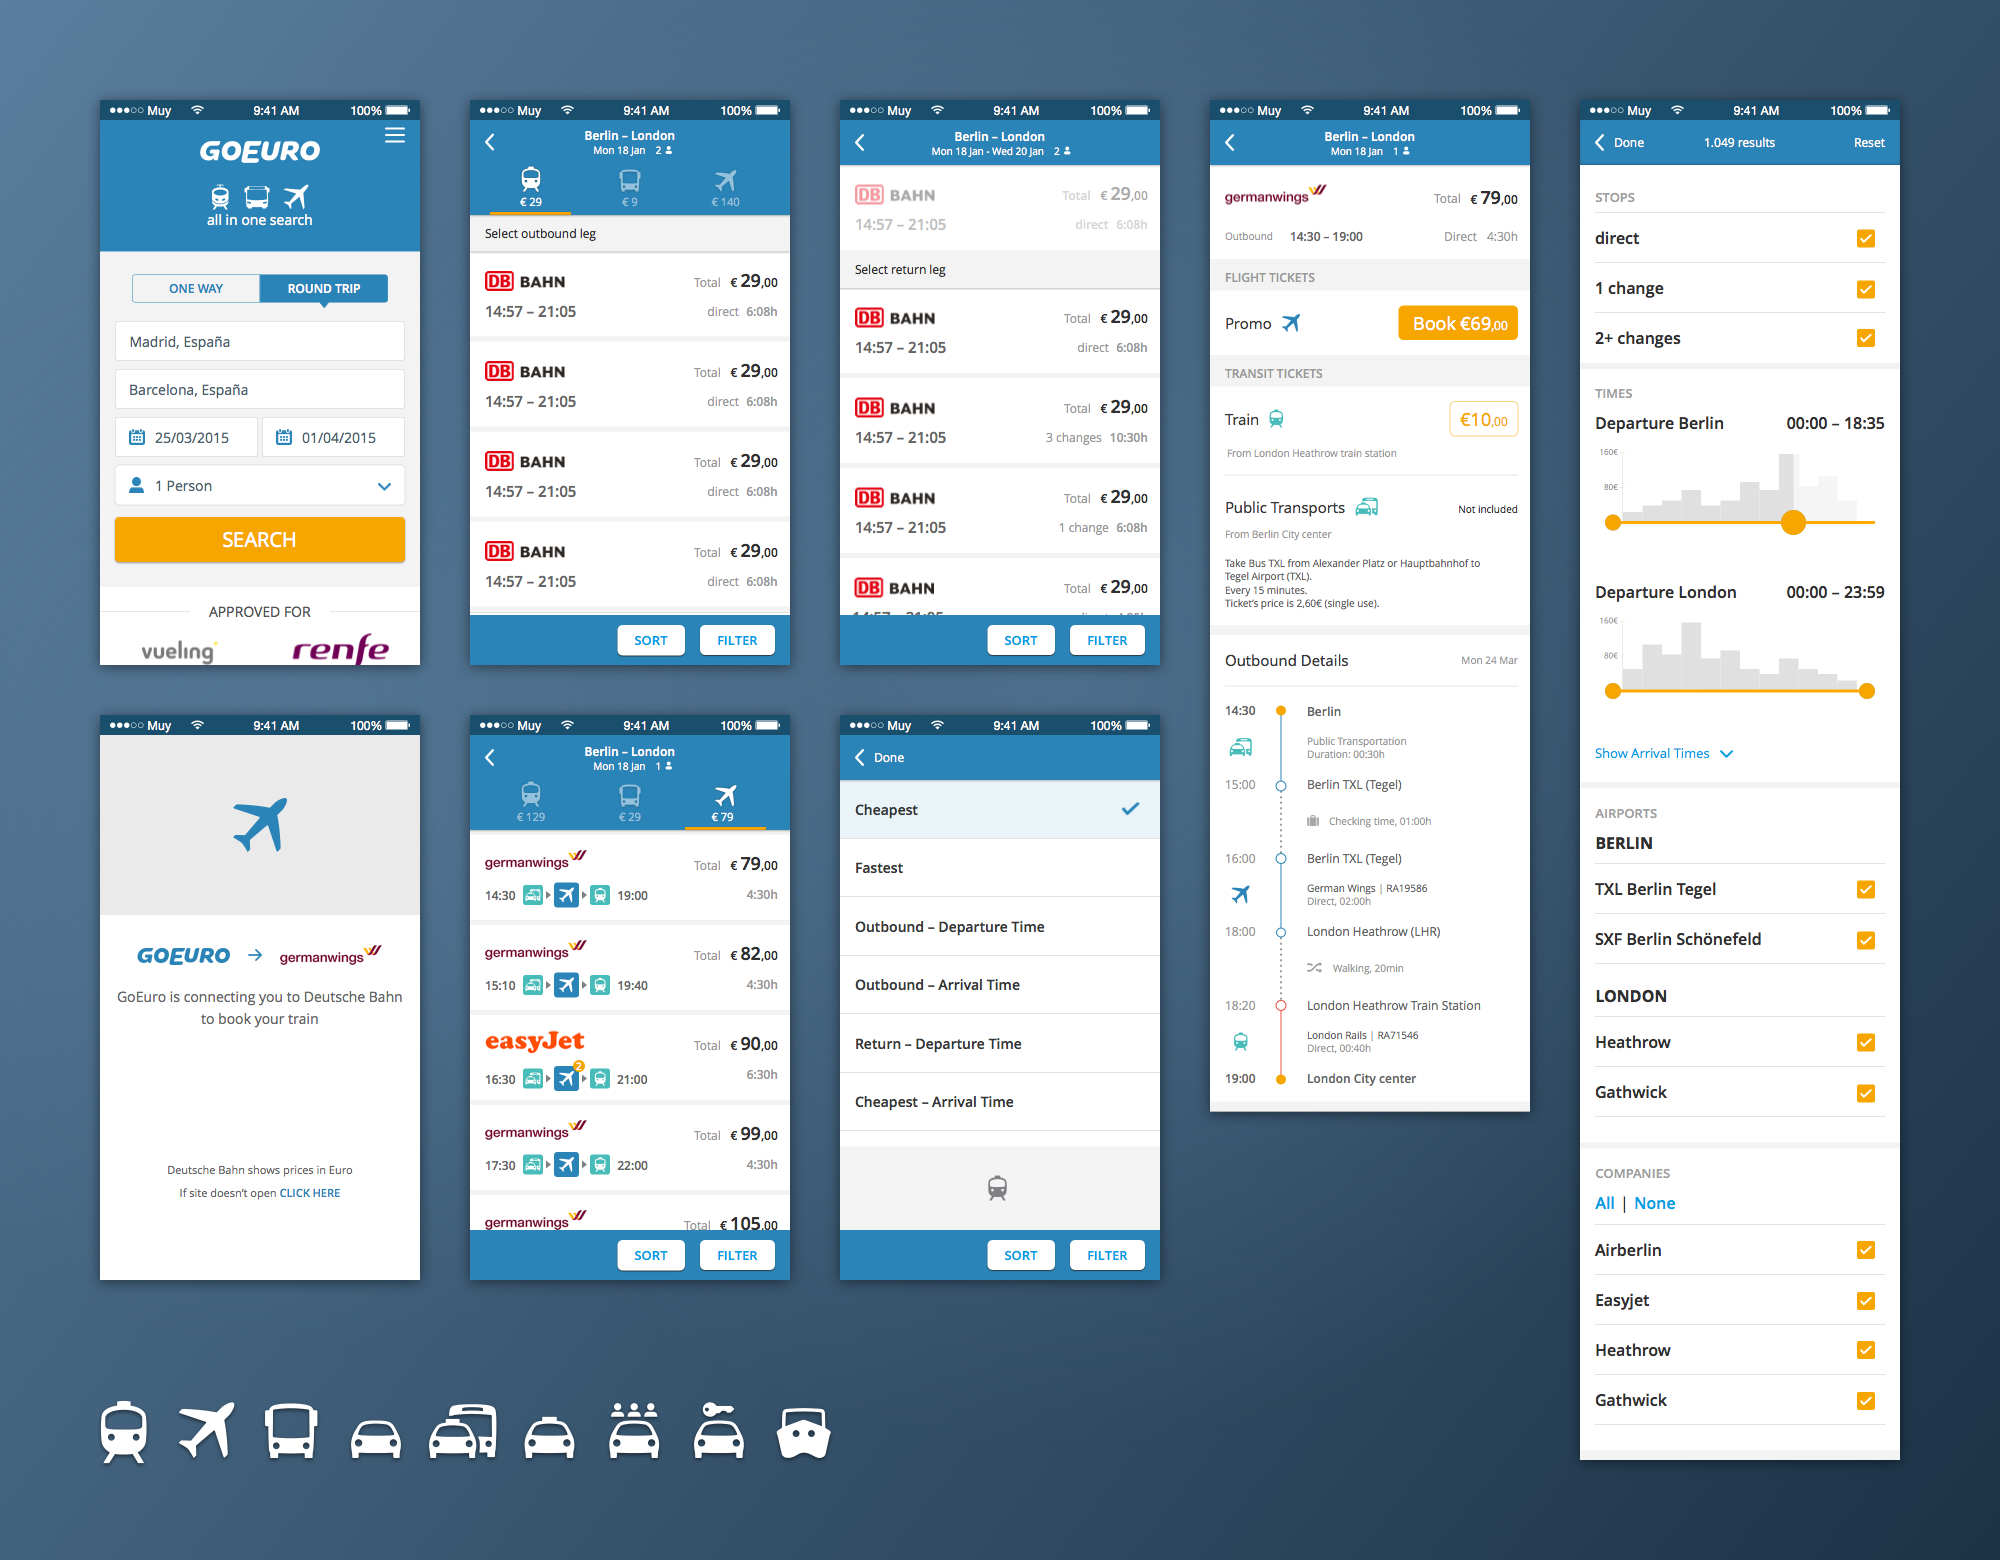 Muy 9:41 AM 100%
GOEURO
all in one search
ONE WAY ROUND TRIP
Madrid, España
Barcelona, España
25/03/2015 01/04/2015
1 Person
SEARCH
APPROVED FOR
vueling renfe
Muy 9:41 AM 100%
Berlin – London
Mon 18 Jan 2
€ 29 € 9 € 140
Select outbound leg
DB BAHN Total € 29,00
14:57 – 21:05 direct 6:08h
DB BAHN Total € 29,00
14:57 – 21:05 direct 6:08h
DB BAHN Total € 29,00
14:57 – 21:05 direct 6:08h
DB BAHN Total € 29,00
14:57 – 21:05 direct 6:08h
SORT FILTER
Muy 9:41 AM 100%
Berlin – London
Mon 18 Jan - Wed 20 Jan 2
DB BAHN Total € 29,00
14:57 – 21:05 direct 6:08h
Select return leg
DB BAHN Total € 29,00
14:57 – 21:05 direct 6:08h
DB BAHN Total € 29,00
14:57 – 21:05 3 changes 10:30h
DB BAHN Total € 29,00
14:57 – 21:05 1 change 6:08h
DB BAHN Total € 29,00
SORT FILTER
Muy 9:41 AM 100%
Berlin – London
Mon 18 Jan 1
germanwings Total € 79,00
Outbound 14:30 – 19:00 Direct 4:30h
FLIGHT TICKETS
Promo Book €69,00
TRANSIT TICKETS
Train €10,00
From London Heathrow train station
Public Transports Not included
From Berlin City center
Take Bus TXL from Alexander Platz or Hauptbahnhof to
Tegel Airport (TXL).
Every 15 minutes.
Ticket's price is 2,60€ (single use).
Outbound Details Mon 24 Mar
14:30 Berlin
Public Transportation
Duration: 00:30h
15:00 Berlin TXL (Tegel)
Checking time, 01:00h
16:00 Berlin TXL (Tegel)
German Wings | RA19586
Direct, 02:00h
18:00 London Heathrow (LHR)
Walking, 20min
18:20 London Heathrow Train Station
London Rails | RA71546
Direct, 00:40h
19:00 London City center
Muy 9:41 AM 100%
Done 1.049 results Reset
STOPS
direct
1 change
2+ changes
TIMES
Departure Berlin 00:00 – 18:35
160€
80€
Departure London 00:00 – 23:59
160€
80€
Show Arrival Times
AIRPORTS
BERLIN
TXL Berlin Tegel
SXF Berlin Schönefeld
LONDON
Heathrow
Gathwick
COMPANIES
All | None
Airberlin
Easyjet
Heathrow
Gathwick
Muy 9:41 AM 100%
GOEURO germanwings
GoEuro is connecting you to Deutsche Bahn
to book your train
Deutsche Bahn shows prices in Euro
If site doesn't open CLICK HERE
Muy 9:41 AM 100%
Berlin – London
Mon 18 Jan 1
€ 129 € 29 € 79
germanwings Total € 79,00
14:30 19:00 4:30h
germanwings Total € 82,00
15:10 19:40 4:30h
easyJet Total € 90,00
16:30 2 21:00 6:30h
germanwings Total € 99,00
17:30 22:00 4:30h
germanwings Total € 105,00
SORT FILTER
Muy 9:41 AM 100%
Done
Cheapest
Fastest
Outbound – Departure Time
Outbound – Arrival Time
Return – Departure Time
Cheapest – Arrival Time
SORT FILTER